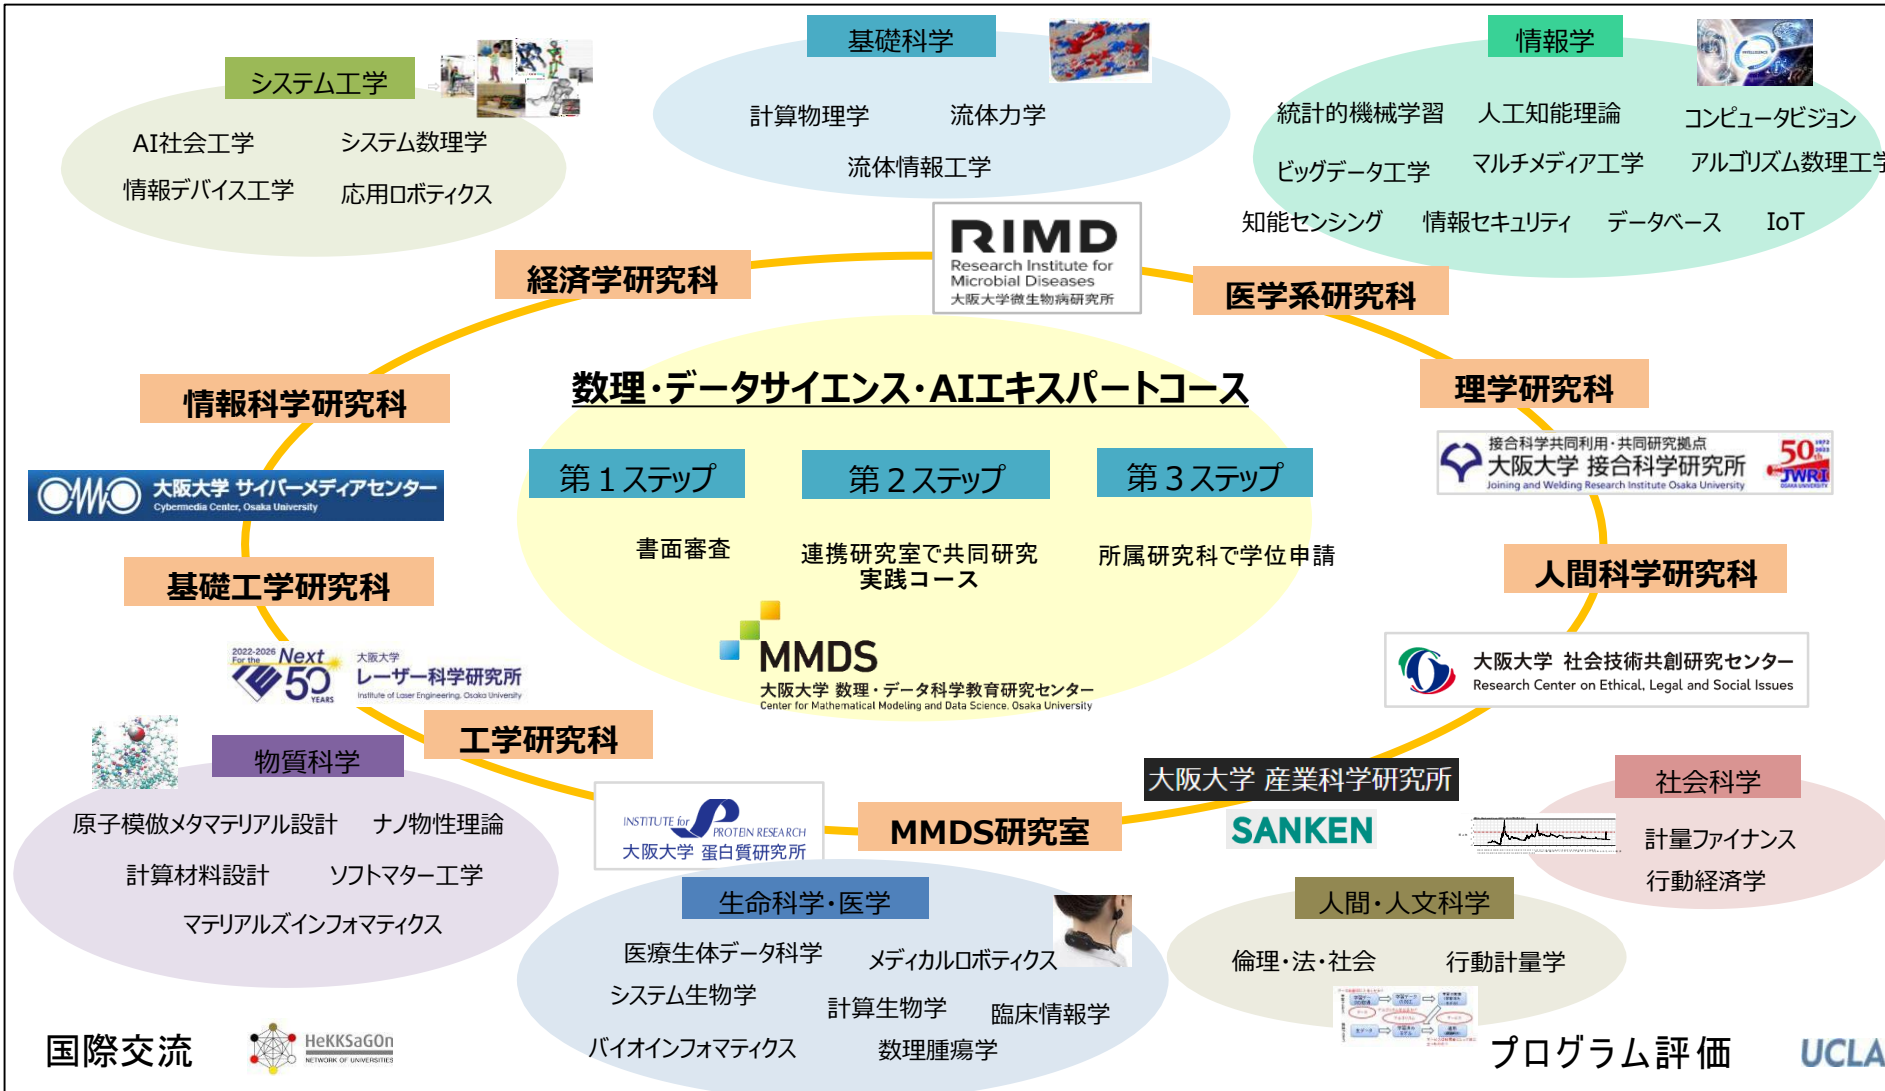 基礎科学
情報学
システム工学
INTELLIGENCE
計算物理学
流体力学
流体情報工学
統計的機械学習
人工知能理論
コンピュータビジョン
ビッグデータ工学
マルチメディア工学
アルゴリズム数理工学
知能センシング
情報セキュリティ
データベース
IoT
AI社会工学
システム数理学
情報デバイス工学
応用ロボティクス
RIMD
Research Institute for
Microbial Diseases
大阪大学微生物病研究所
経済学研究科
医学系研究科
情報科学研究科
理学研究科
数理・データサイエンス・AIエキスパートコース
第1ステップ
第2ステップ
第3ステップ
書面審査
連携研究室で共同研究
実践コース
所属研究科で学位申請
大阪大学 サイバーメディアセンター
Cybermedia Center, Osaka University
接合科学共同利用・共同研究拠点
大阪大学 接合科学研究所
Joining and Welding Research Institute Osaka University
50th
JWRI
OSAKA UNIVERSITY
基礎工学研究科
人間科学研究科
MMDS
大阪大学 数理・データ科学教育研究センター
Center for Mathematical Modeling and Data Science, Osaka University
2022-2026
For the Next
50
YEARS
大阪大学
レーザー科学研究所
Institute of Laser Engineering, Osaka University
大阪大学 社会技術共創研究センター
Research Center on Ethical, Legal and Social Issues
工学研究科
物質科学
原子模倣メタマテリアル設計
ナノ物性理論
計算材料設計
ソフトマター工学
マテリアルズインフォマティクス
INSTITUTE for
PROTEIN RESEARCH
大阪大学 蛋白質研究所
MMDS研究室
大阪大学 産業科学研究所
SANKEN
社会科学
計量ファイナンス
行動経済学
生命科学・医学
医療生体データ科学
メディカルロボティクス
システム生物学
計算生物学
臨床情報学
バイオインフォマティクス
数理腫瘍学
人間・人文科学
倫理・法・社会
行動計量学
国際交流
HeKKSaGOn
NETWORK OF UNIVERSITIES
プログラム評価
UCLA